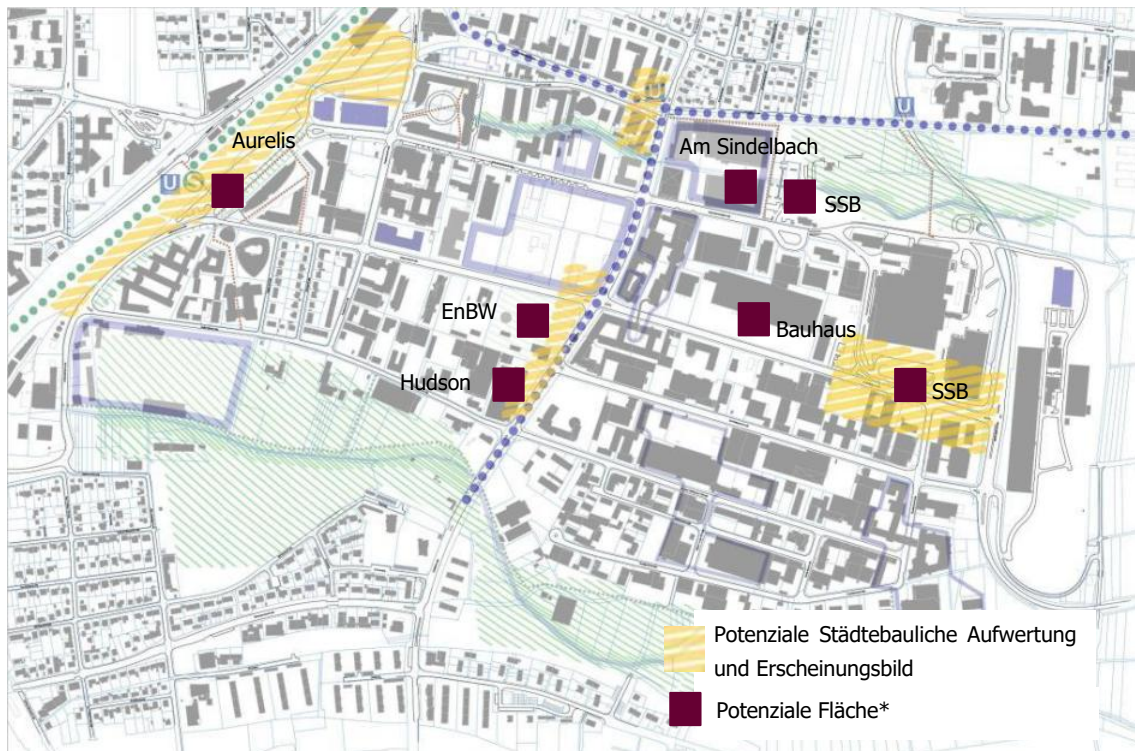 U
U
Aurelis
Am Sindelbach
U S
SSB
EnBW
Bauhaus
Hudson
SSB
Potenziale Städtebauliche Aufwertung
und Erscheinungsbild
Potenziale Fläche*